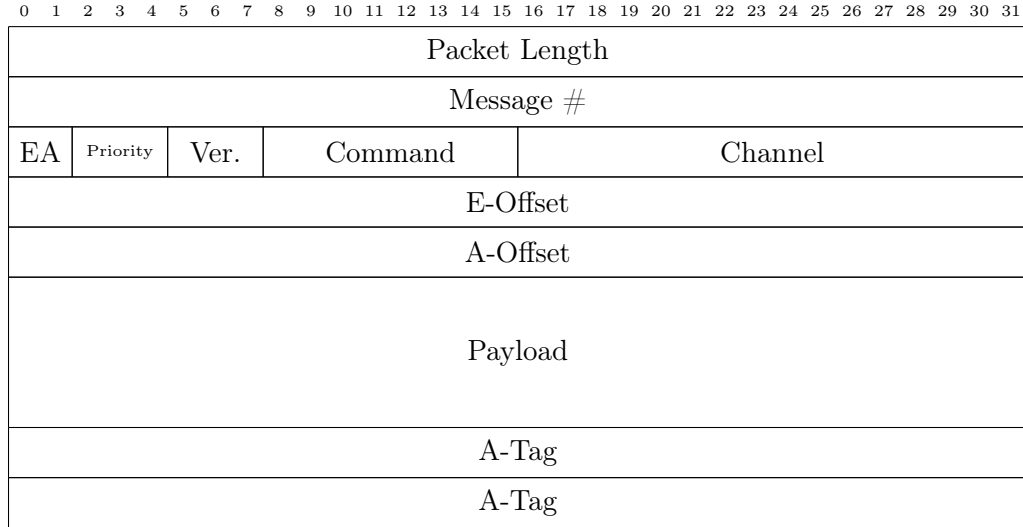 0 1 2 3 4 5 6 7 8 9 10 11 12 13 14 15 16 17 18 19 20 21 22 23 24 25 26 27 28 29 30 31
Packet Length
Message #
EA Priority Ver. Command Channel
E-Offset
A-Offset
Payload
A-Tag
A-Tag